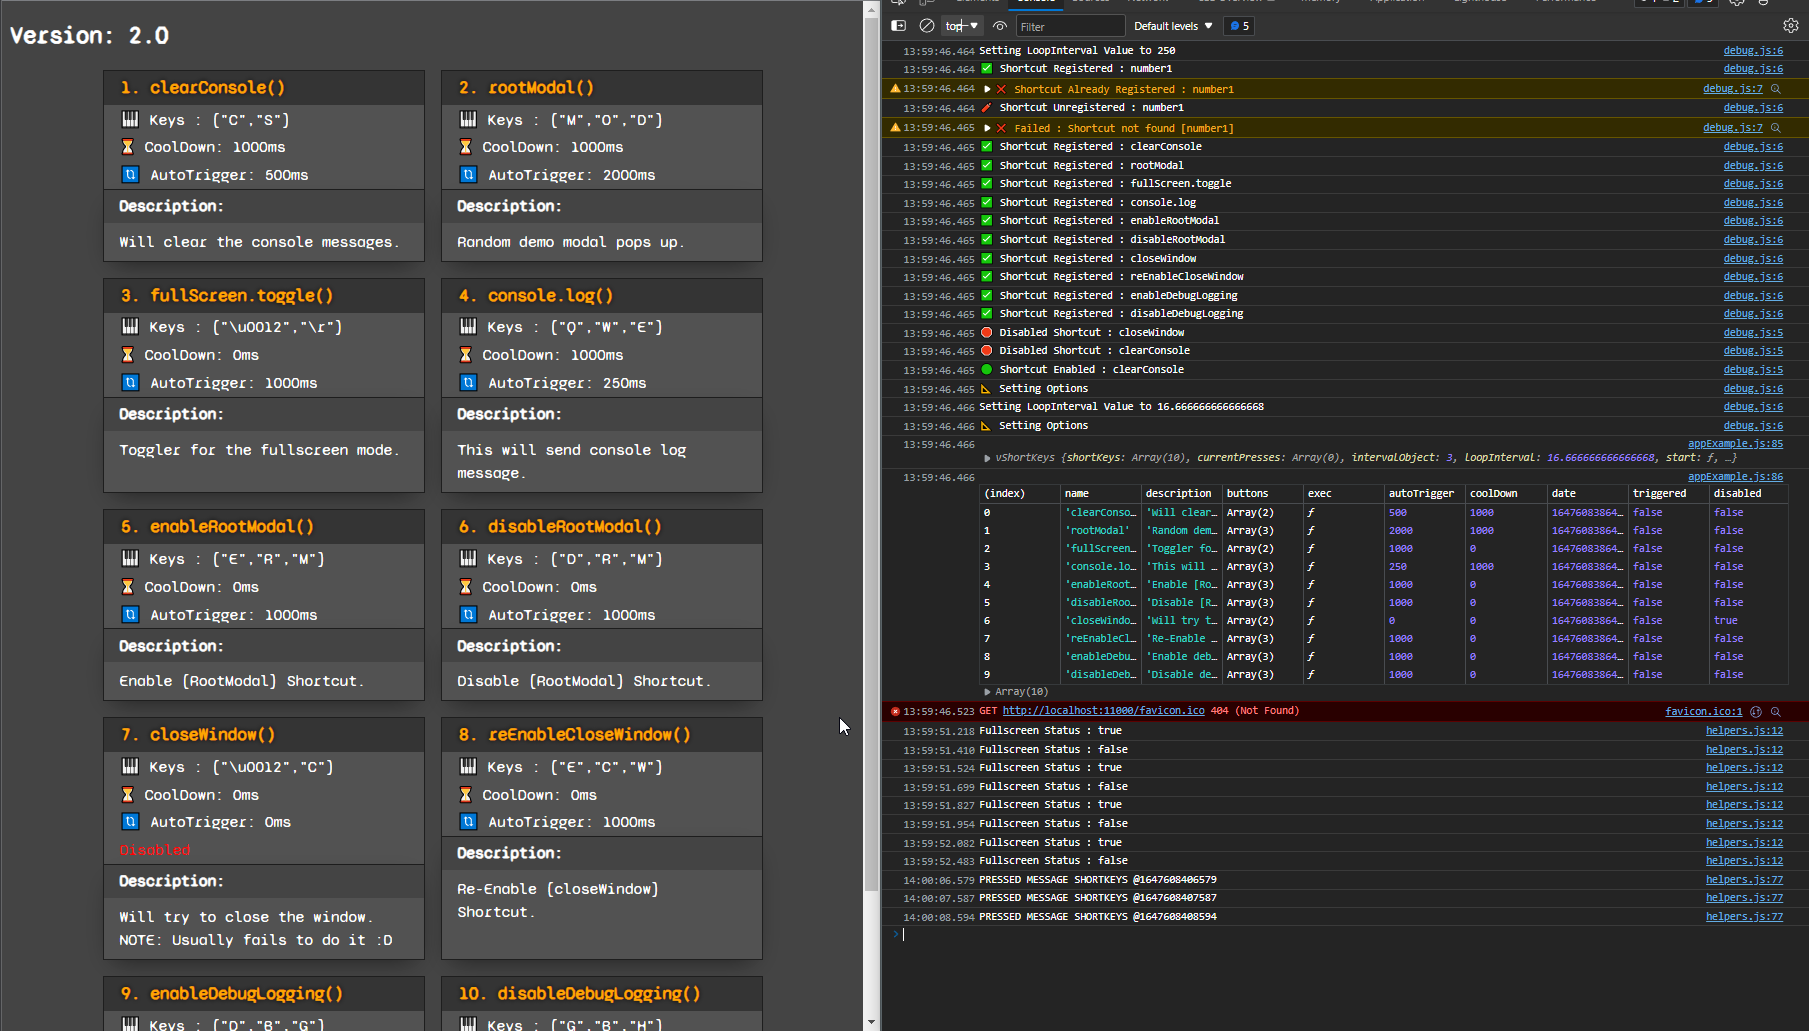 Version: 2.0
1. clearConsole()
Keys : ["C","S"]
CoolDown: 1000ms
AutoTrigger: 500ms
Description:
Will clear the console messages.
2. rootModal()
Keys : ["M","O","D"]
CoolDown: 1000ms
AutoTrigger: 2000ms
Description:
Random demo modal pops up.
3. fullScreen.toggle()
Keys : ["\u0012","\r"]
CoolDown: 0ms
AutoTrigger: 1000ms
Description:
Toggler for the fullscreen mode.
4. console.log()
Keys : ["Q","W","E"]
CoolDown: 1000ms
AutoTrigger: 250ms
Description:
This will send console log
message.
5. enableRootModal()
Keys : ["E","R","M"]
CoolDown: 0ms
AutoTrigger: 1000ms
Description:
Enable [RootModal] Shortcut.
6. disableRootModal()
Keys : ["D","R","M"]
CoolDown: 0ms
AutoTrigger: 1000ms
Description:
Disable [RootModal] Shortcut.
7. closeWindow()
Keys : ["\u0012","C"]
CoolDown: 0ms
AutoTrigger: 0ms
Disabled
Description:
Will try to close the window.
NOTE: Usually fails to do it :D
8. reEnableCloseWindow()
Keys : ["E","C","W"]
CoolDown: 0ms
AutoTrigger: 1000ms
Description:
Re-Enable [closeWindow]
Shortcut.
9. enableDebugLogging()
Keys : ["D","B","G"]
10. disableDebugLogging()
Keys : ["G","B","H"]
top Filter Default levels 5
13:59:46.464 Setting LoopInterval Value to 250 debug.js:6
13:59:46.464 Shortcut Registered : number1 debug.js:6
13:59:46.464 Shortcut Already Registered : number1 debug.js:7
13:59:46.464 Shortcut Unregistered : number1 debug.js:6
13:59:46.465 Failed : Shortcut not found [number1] debug.js:7
13:59:46.465 Shortcut Registered : clearConsole debug.js:6
13:59:46.465 Shortcut Registered : rootModal debug.js:6
13:59:46.465 Shortcut Registered : fullScreen.toggle debug.js:6
13:59:46.465 Shortcut Registered : console.log debug.js:6
13:59:46.465 Shortcut Registered : enableRootModal debug.js:6
13:59:46.465 Shortcut Registered : disableRootModal debug.js:6
13:59:46.465 Shortcut Registered : closeWindow debug.js:6
13:59:46.465 Shortcut Registered : reEnableCloseWindow debug.js:6
13:59:46.465 Shortcut Registered : enableDebugLogging debug.js:6
13:59:46.465 Shortcut Registered : disableDebugLogging debug.js:6
13:59:46.465 Disabled Shortcut : closeWindow debug.js:5
13:59:46.465 Disabled Shortcut : clearConsole debug.js:5
13:59:46.465 Shortcut Enabled : clearConsole debug.js:5
13:59:46.465 Setting Options debug.js:6
13:59:46.466 Setting LoopInterval Value to 16.666666666666668 debug.js:6
13:59:46.466 Setting Options debug.js:6
13:59:46.466 appExample.js:85
vShortKeys {shortKeys: Array(10), currentPresses: Array(0), intervalObject: 3, loopInterval: 16.666666666666668, start: ƒ, …}
13:59:46.466 appExample.js:86
(index) name description buttons exec autoTrigger coolDown date triggered disabled
0 'clearConso… 'Will clear… Array(2) ƒ 500 1000 16476083864… false false
1 'rootModal' 'Random dem… Array(3) ƒ 2000 1000 16476083864… false false
2 'fullScreen… 'Toggler fo… Array(2) ƒ 1000 0 16476083864… false false
3 'console.lo… 'This will … Array(3) ƒ 250 1000 16476083864… false false
4 'enableRoot… 'Enable [Ro… Array(3) ƒ 1000 0 16476083864… false false
5 'disableRoo… 'Disable [R… Array(3) ƒ 1000 0 16476083864… false false
6 'closeWindo… 'Will try t… Array(2) ƒ 0 0 16476083864… false true
7 'reEnableCl… 'Re-Enable … Array(3) ƒ 1000 0 16476083864… false false
8 'enableDebu… 'Enable deb… Array(3) ƒ 1000 0 16476083864… false false
9 'disableDeb… 'Disable de… Array(3) ƒ 1000 0 16476083864… false false
Array(10)
13:59:46.523 GET http://localhost:11000/favicon.ico 404 (Not Found) favicon.ico:1
13:59:51.218 Fullscreen Status : true helpers.js:12
13:59:51.410 Fullscreen Status : false helpers.js:12
13:59:51.524 Fullscreen Status : true helpers.js:12
13:59:51.699 Fullscreen Status : false helpers.js:12
13:59:51.827 Fullscreen Status : true helpers.js:12
13:59:51.954 Fullscreen Status : false helpers.js:12
13:59:52.082 Fullscreen Status : true helpers.js:12
13:59:52.483 Fullscreen Status : false helpers.js:12
14:00:06.579 PRESSED MESSAGE SHORTKEYS @1647608406579 helpers.js:77
14:00:07.587 PRESSED MESSAGE SHORTKEYS @1647608407587 helpers.js:77
14:00:08.594 PRESSED MESSAGE SHORTKEYS @1647608408594 helpers.js:77